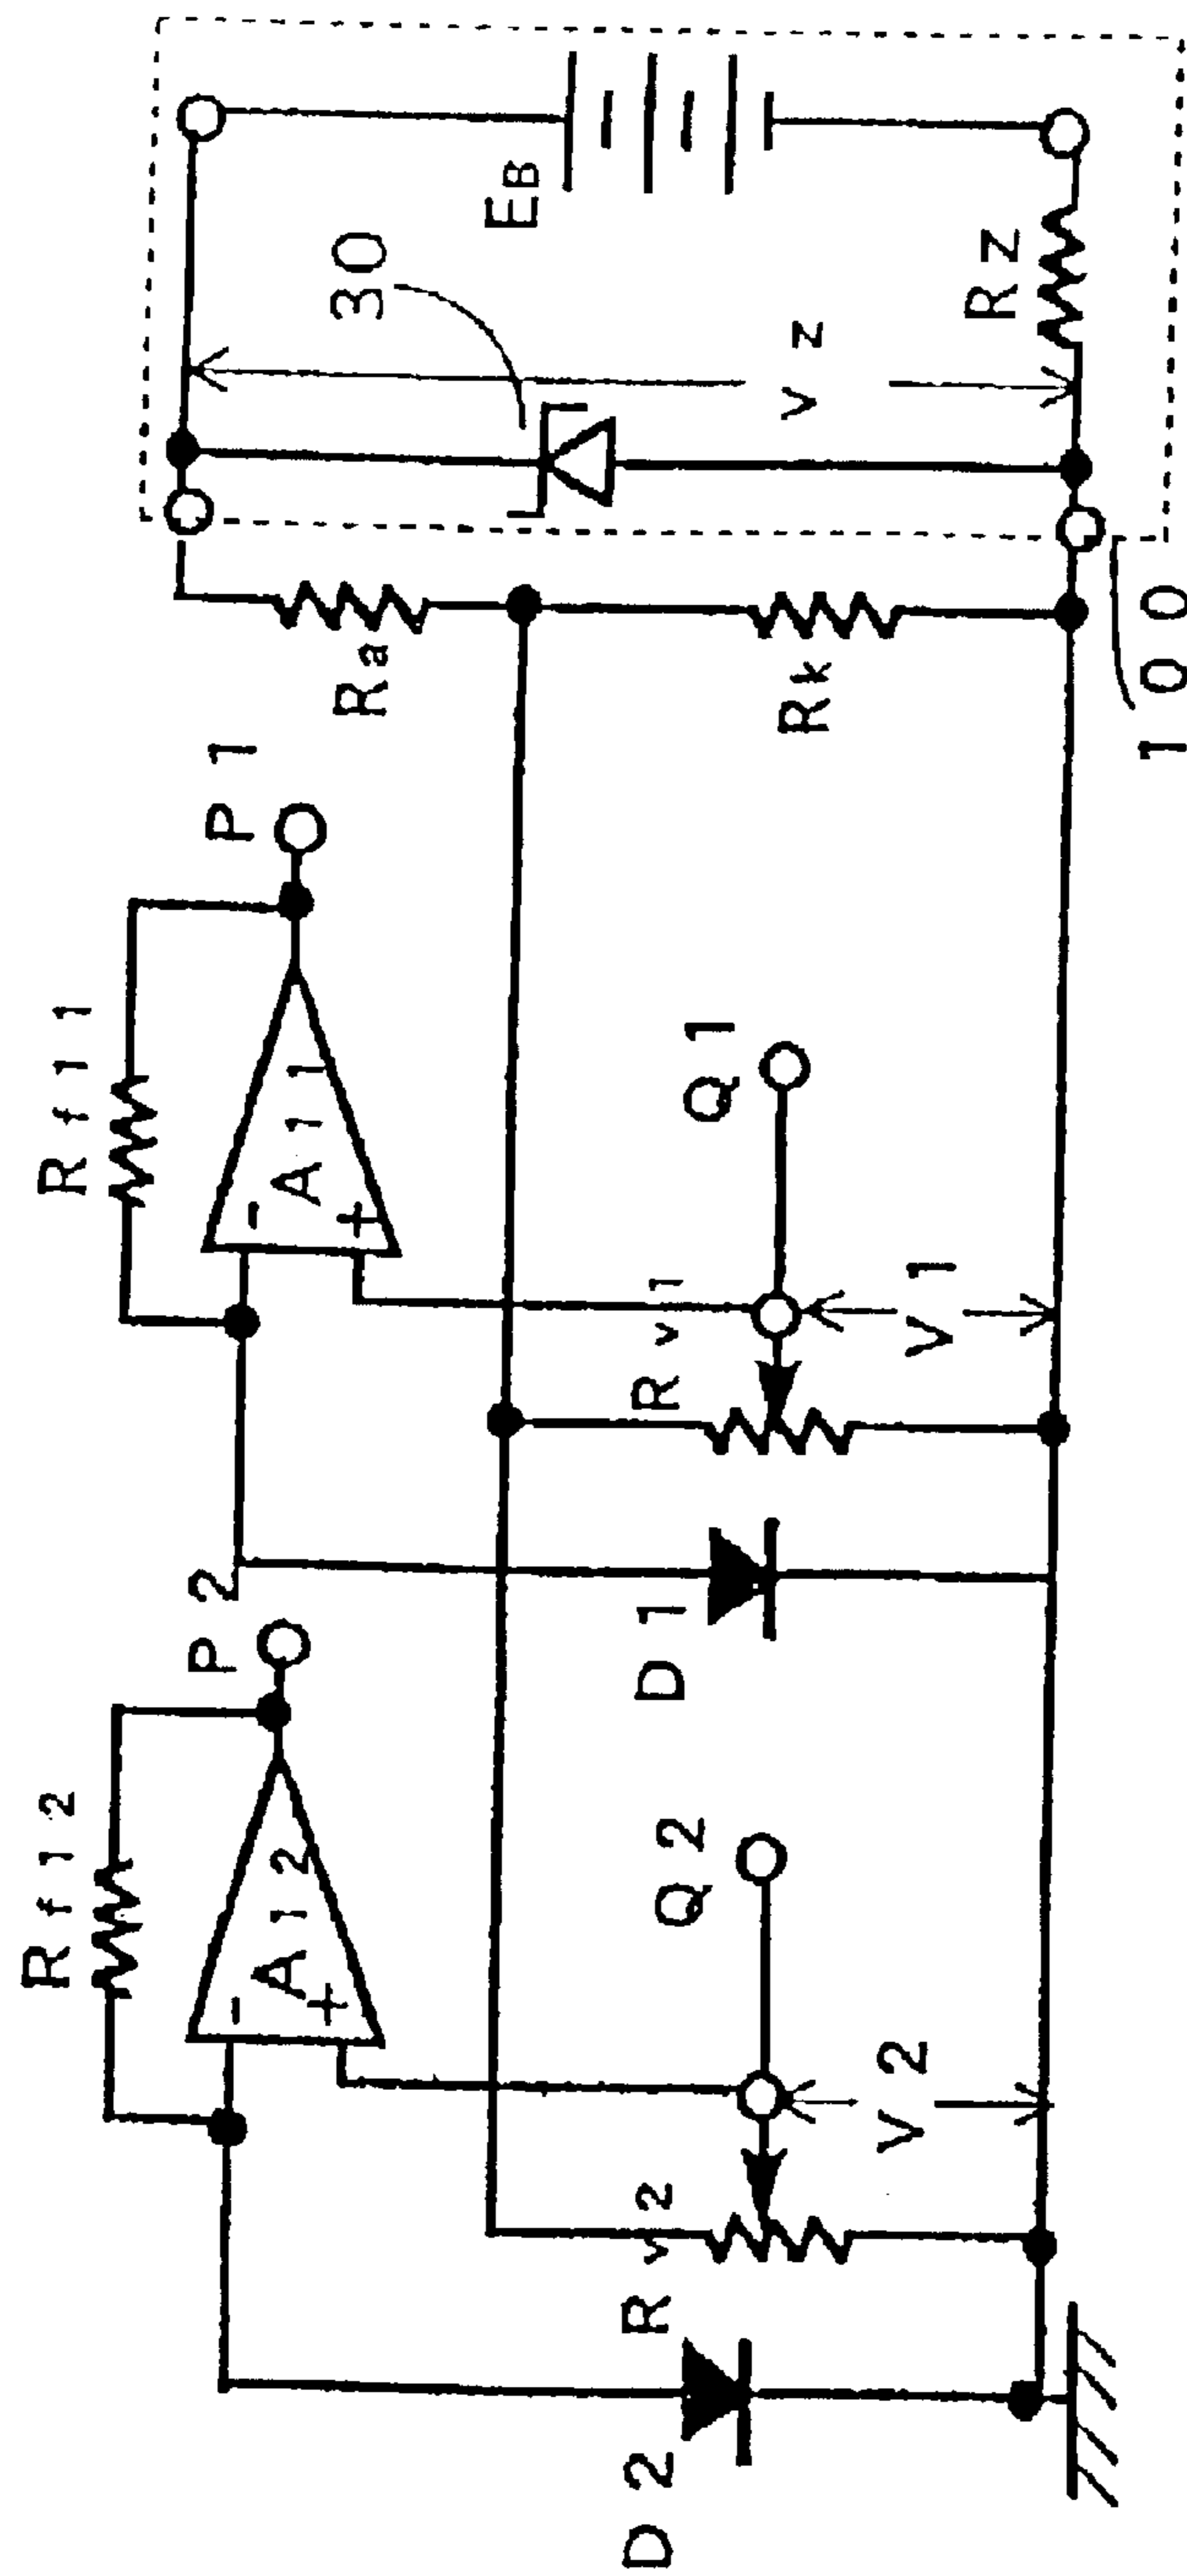 Rf12
Rf11
P2
P1
-
A12
+
-
A11
+
Ra
30
EB
D2
Rv2
Q2
D1
Rv1
Q1
Rk
Vz
V2
V1
Rz
100